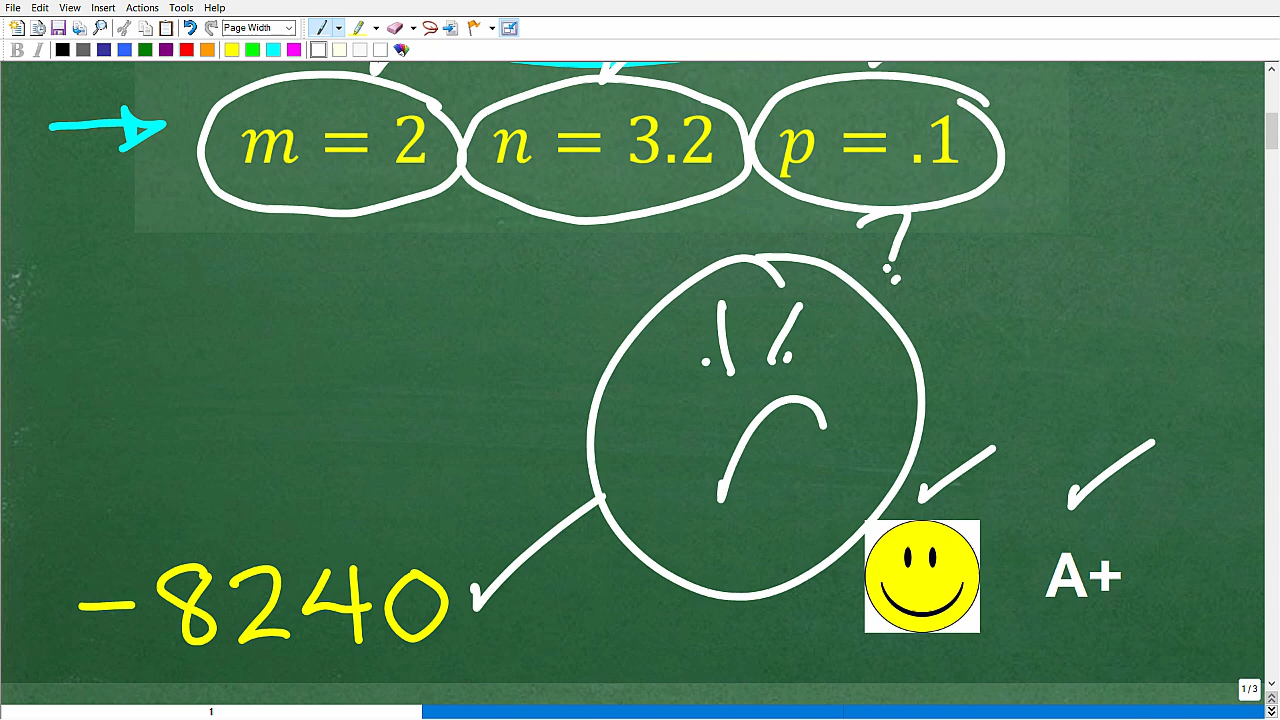 File Edit View Insert Actions Tools Help
Page Width
B I
m = 2 n = 3.2 p = .1
?
-8240
A+
1/3
1